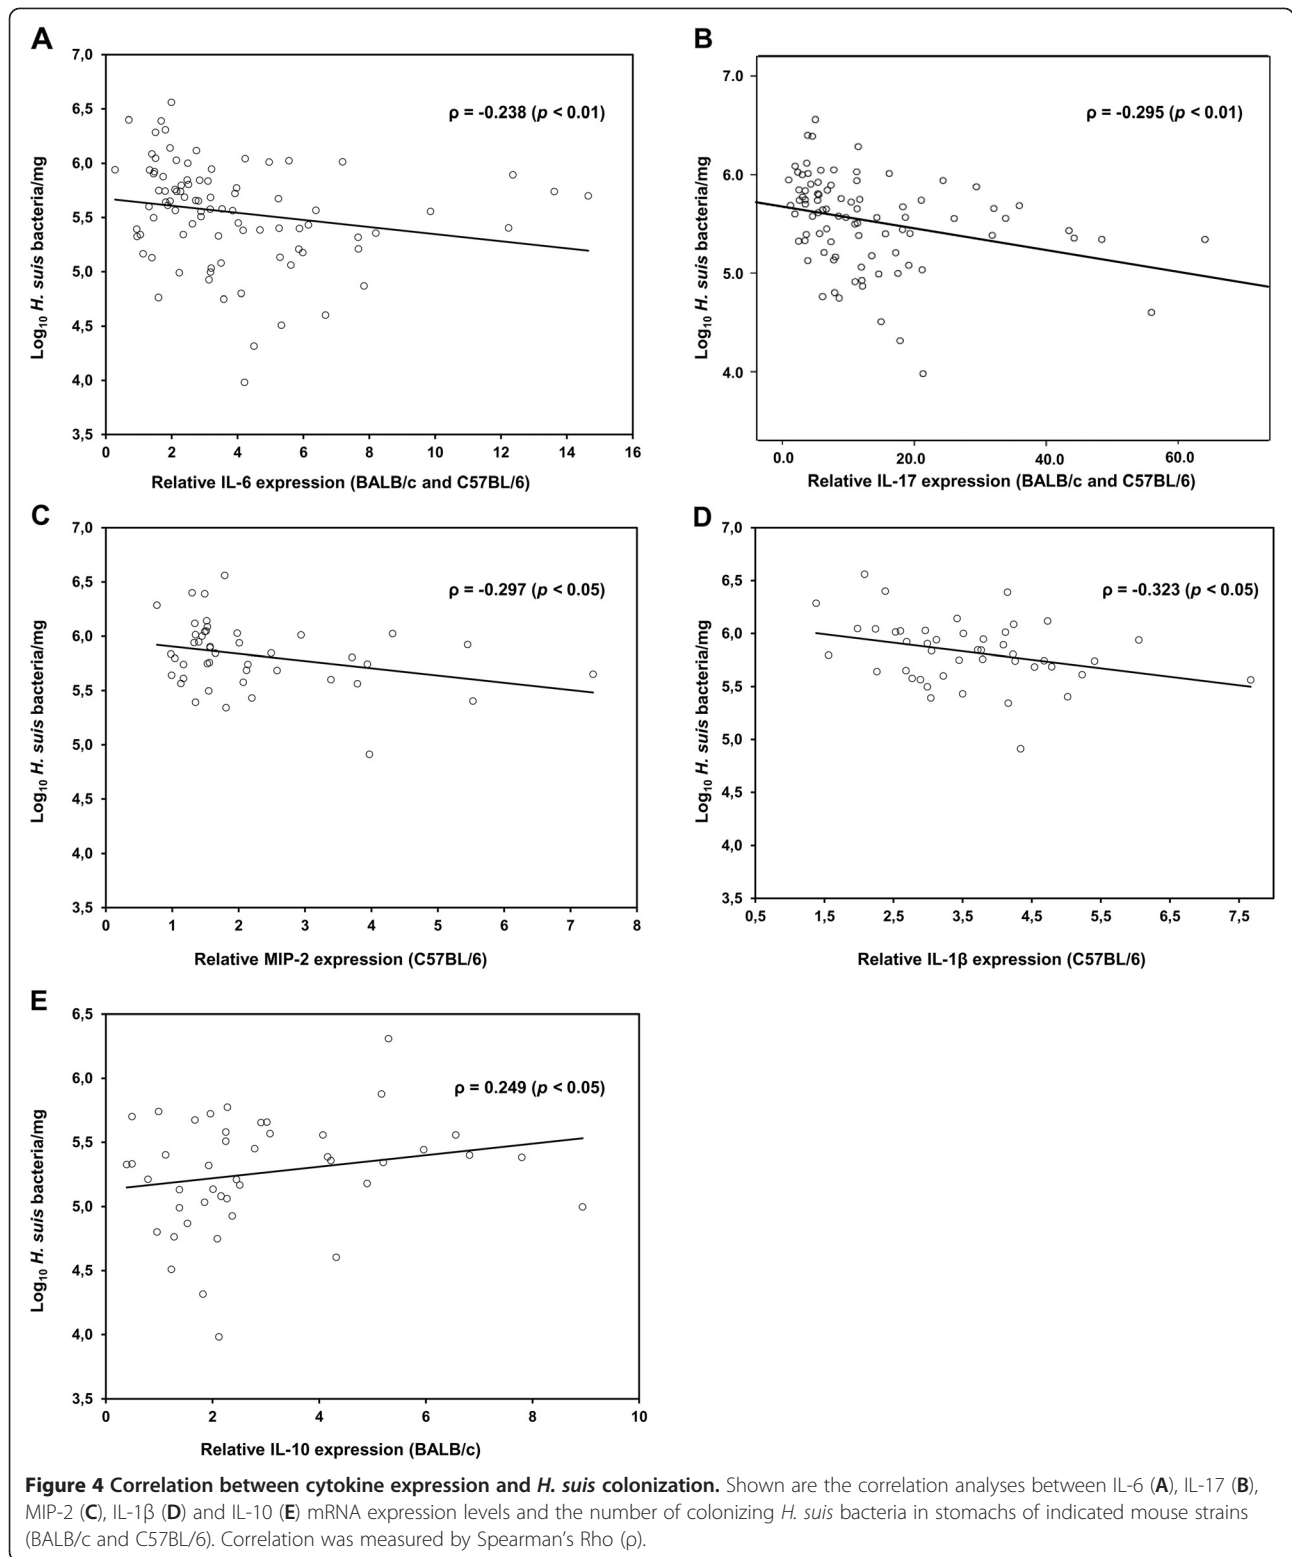 A
7,0
6,5
6,0
5,5
5,0
4,5
4,0
3,5
Log10 H. suis bacteria/mg
ρ = -0.238 (p < 0.01)
0 2 4 6 8 10 12 14 16
Relative IL-6 expression (BALB/c and C57BL/6)
B
7.0
6.0
5.0
4.0
Log10 H. suis bacteria/mg
ρ = -0.295 (p < 0.01)
0.0 20.0 40.0 60.0
Relative IL-17 expression (BALB/c and C57BL/6)
C
7,0
6,5
6,0
5,5
5,0
4,5
4,0
3,5
Log10 H. suis bacteria/mg
ρ = -0.297 (p < 0.05)
0 1 2 3 4 5 6 7 8
Relative MIP-2 expression (C57BL/6)
D
7,0
6,5
6,0
5,5
5,0
4,5
4,0
3,5
Log10 H. suis bacteria/mg
ρ = -0.323 (p < 0.05)
0,5 1,5 2,5 3,5 4,5 5,5 6,5 7,5
Relative IL-1β expression (C57BL/6)
E
6,5
6,0
5,5
5,0
4,5
4,0
3,5
Log10 H. suis bacteria/mg
ρ = 0.249 (p < 0.05)
0 2 4 6 8 10
Relative IL-10 expression (BALB/c)
Figure 4 Correlation between cytokine expression and H. suis colonization. Shown are the correlation analyses between IL-6 (A), IL-17 (B),
MIP-2 (C), IL-1β (D) and IL-10 (E) mRNA expression levels and the number of colonizing H. suis bacteria in stomachs of indicated mouse strains
(BALB/c and C57BL/6). Correlation was measured by Spearman’s Rho (ρ).